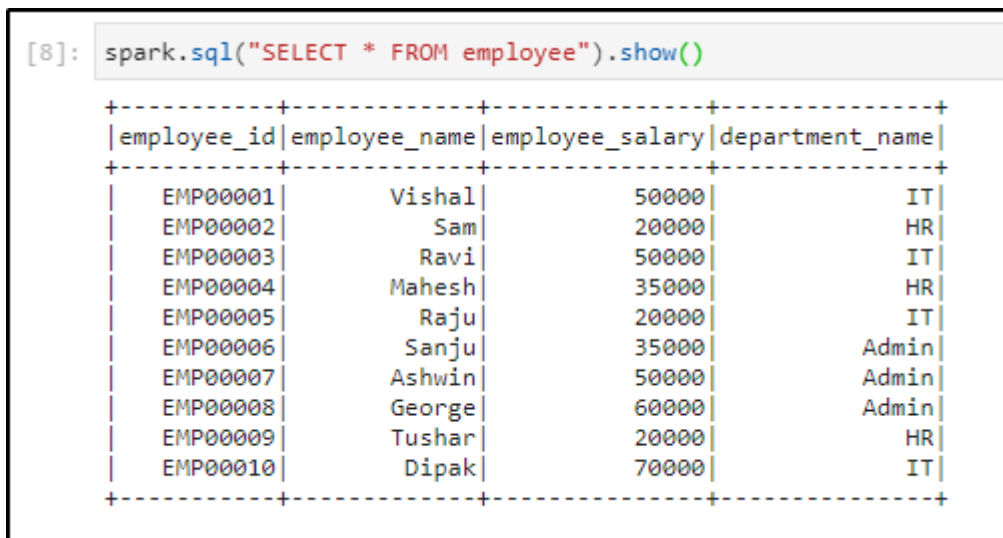 [8]: spark.sql("SELECT * FROM employee").show()
+-----------+-------------+---------------+---------------+
|employee_id|employee_name|employee_salary|department_name|
+-----------+-------------+---------------+---------------+
|   EMP00001|       Vishal|          50000|             IT|
|   EMP00002|          Sam|          20000|             HR|
|   EMP00003|         Ravi|          50000|             IT|
|   EMP00004|       Mahesh|          35000|             HR|
|   EMP00005|         Raju|          20000|             IT|
|   EMP00006|        Sanju|          35000|          Admin|
|   EMP00007|       Ashwin|          50000|          Admin|
|   EMP00008|       George|          60000|          Admin|
|   EMP00009|       Tushar|          20000|             HR|
|   EMP00010|        Dipak|          70000|             IT|
+-----------+-------------+---------------+---------------+